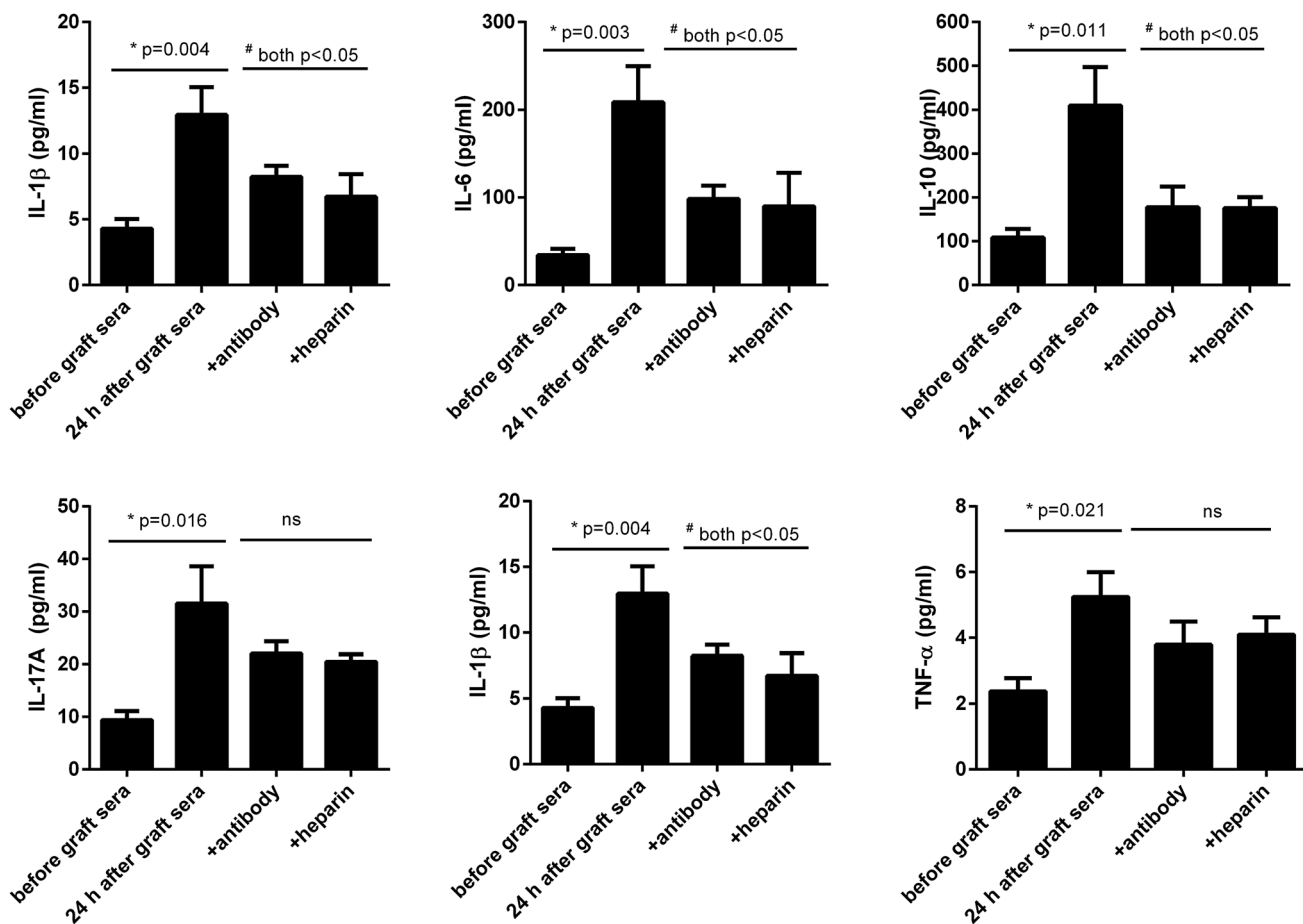 * p=0.004
# both p<0.05
IL-1β (pg/ml)
20
15
10
5
0
before graft sera
24 h after graft sera
+antibody
+heparin
* p=0.003
# both p<0.05
IL-6 (pg/ml)
300
200
100
0
before graft sera
24 h after graft sera
+antibody
+heparin
* p=0.011
# both p<0.05
IL-10 (pg/ml)
600
500
400
300
200
100
0
before graft sera
24 h after graft sera
+antibody
+heparin
* p=0.016
ns
IL-17A (pg/ml)
50
40
30
20
10
0
before graft sera
24 h after graft sera
+antibody
+heparin
* p=0.004
# both p<0.05
IL-1β (pg/ml)
20
15
10
5
0
before graft sera
24 h after graft sera
+antibody
+heparin
* p=0.021
ns
TNF-α (pg/ml)
8
6
4
2
0
before graft sera
24 h after graft sera
+antibody
+heparin